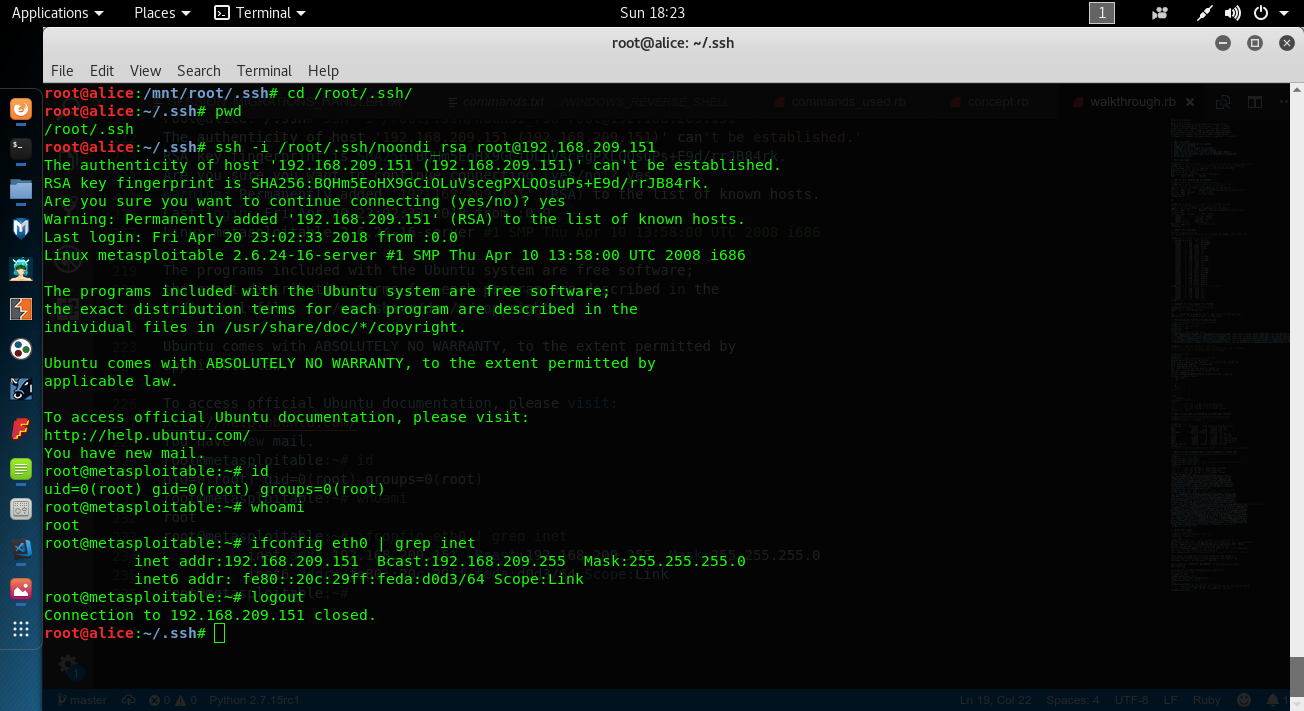 Applications Places Terminal Sun 18:23 1
root@alice: ~/.ssh
File Edit View Search Terminal Help
root@alice:/mnt/root/.ssh# cd /root/.ssh/
root@alice:~/.ssh# pwd
/root/.ssh
root@alice:~/.ssh# ssh -i /root/.ssh/noondi_rsa root@192.168.209.151
The authenticity of host '192.168.209.151 (192.168.209.151)' can't be established.
RSA key fingerprint is SHA256:BQHm5EoHX9GCiOLuVscegPXLQOsuPs+E9d/rrJB84rk.
Are you sure you want to continue connecting (yes/no)? yes
Warning: Permanently added '192.168.209.151' (RSA) to the list of known hosts.
Last login: Fri Apr 20 23:02:33 2018 from :0.0
Linux metasploitable 2.6.24-16-server #1 SMP Thu Apr 10 13:58:00 UTC 2008 i686
The programs included with the Ubuntu system are free software;
the exact distribution terms for each program are described in the
individual files in /usr/share/doc/*/copyright.
Ubuntu comes with ABSOLUTELY NO WARRANTY, to the extent permitted by
applicable law.
To access official Ubuntu documentation, please visit:
http://help.ubuntu.com/
You have new mail.
root@metasploitable:~# id
uid=0(root) gid=0(root) groups=0(root)
root@metasploitable:~# whoami
root
root@metasploitable:~# ifconfig eth0 | grep inet
inet addr:192.168.209.151 Bcast:192.168.209.255 Mask:255.255.255.0
inet6 addr: fe80::20c:29ff:feda:d0d3/64 Scope:Link
root@metasploitable:~# logout
Connection to 192.168.209.151 closed.
root@alice:~/.ssh#
master 0 0 Python 2.7.15rc1 Ln 19, Col 22 Spaces: 4 UTF-8 LF Ruby 1